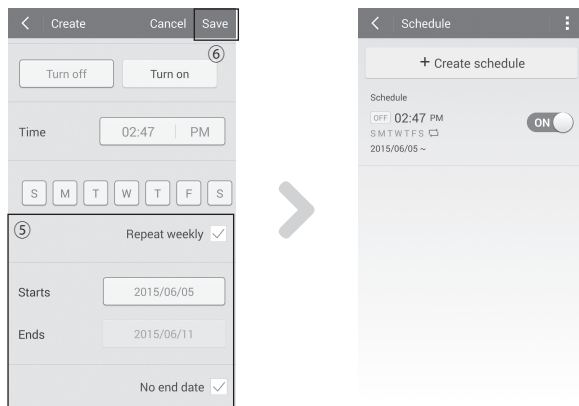 Create Cancel Save
⑥
Turn off Turn on
Time 02:47 PM
S M T W T F S
⑤ Repeat weekly
Starts 2015/06/05
Ends 2015/06/11
No end date
Schedule
+ Create schedule
Schedule
OFF 02:47 PM
ON
S M T W T F S
2015/06/05 ~